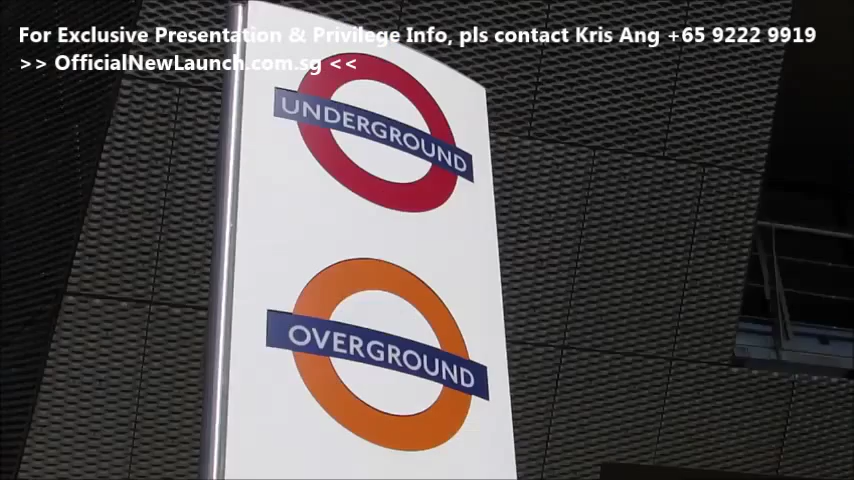 For Exclusive Presentation & Privilege Info, pls contact Kris Ang +65 9222 9919
>> OfficialNewLaunch.com.sg <<
UNDERGROUND
OVERGROUND